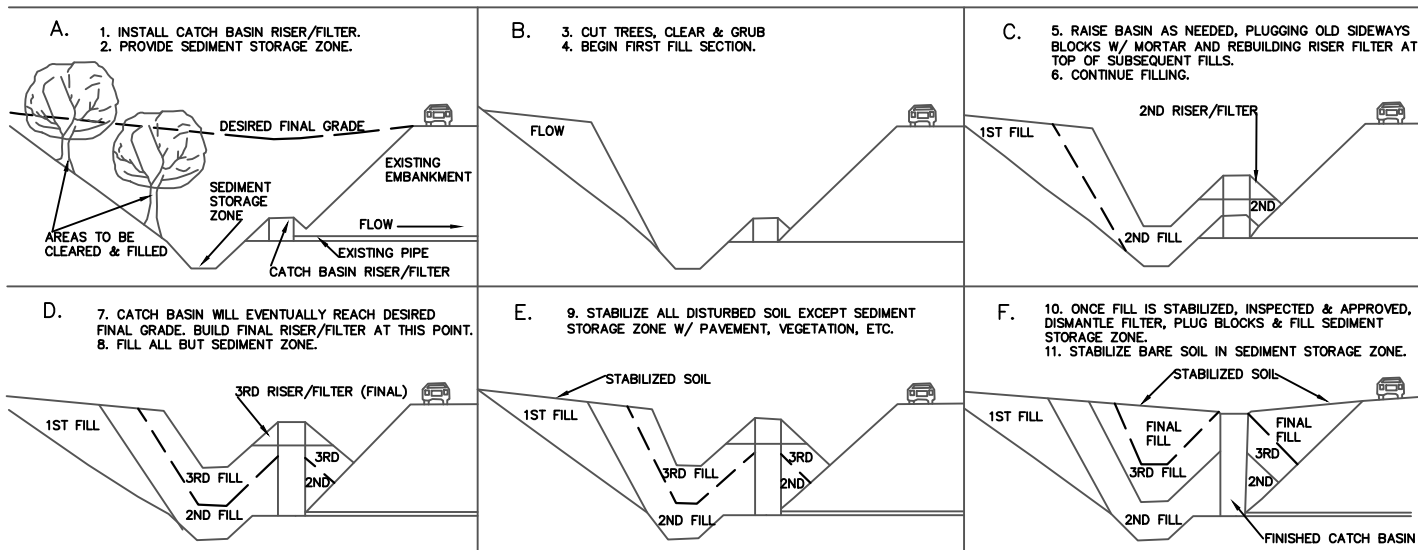 A.
1. INSTALL CATCH BASIN RISER/FILTER.
2. PROVIDE SEDIMENT STORAGE ZONE.
DESIRED FINAL GRADE
EXISTING
EMBANKMENT
SEDIMENT
STORAGE
ZONE
FLOW
AREAS TO BE
CLEARED & FILLED
EXISTING PIPE
CATCH BASIN RISER/FILTER
B.
3. CUT TREES, CLEAR & GRUB
4. BEGIN FIRST FILL SECTION.
FLOW
C.
5. RAISE BASIN AS NEEDED, PLUGGING OLD SIDEWAYS
BLOCKS W/ MORTAR AND REBUILDING RISER FILTER AT
TOP OF SUBSEQUENT FILLS.
6. CONTINUE FILLING.
2ND RISER/FILTER
1ST FILL
2ND
2ND FILL
D.
7. CATCH BASIN WILL EVENTUALLY REACH DESIRED
FINAL GRADE. BUILD FINAL RISER/FILTER AT THIS POINT.
8. FILL ALL BUT SEDIMENT ZONE.
3RD RISER/FILTER (FINAL)
1ST FILL
3RD
3RD FILL
2ND
2ND FILL
E.
9. STABILIZE ALL DISTURBED SOIL EXCEPT SEDIMENT
STORAGE ZONE W/ PAVEMENT, VEGETATION, ETC.
STABILIZED SOIL
1ST FILL
3RD
3RD FILL
2ND
2ND FILL
F.
10. ONCE FILL IS STABILIZED, INSPECTED & APPROVED,
DISMANTLE FILTER, PLUG BLOCKS & FILL SEDIMENT
STORAGE ZONE.
11. STABILIZE BARE SOIL IN SEDIMENT STORAGE ZONE.
STABILIZED SOIL
1ST FILL
FINAL
FILL
FINAL
FILL
3RD
3RD FILL
2ND
2ND FILL
FINISHED CATCH BASIN